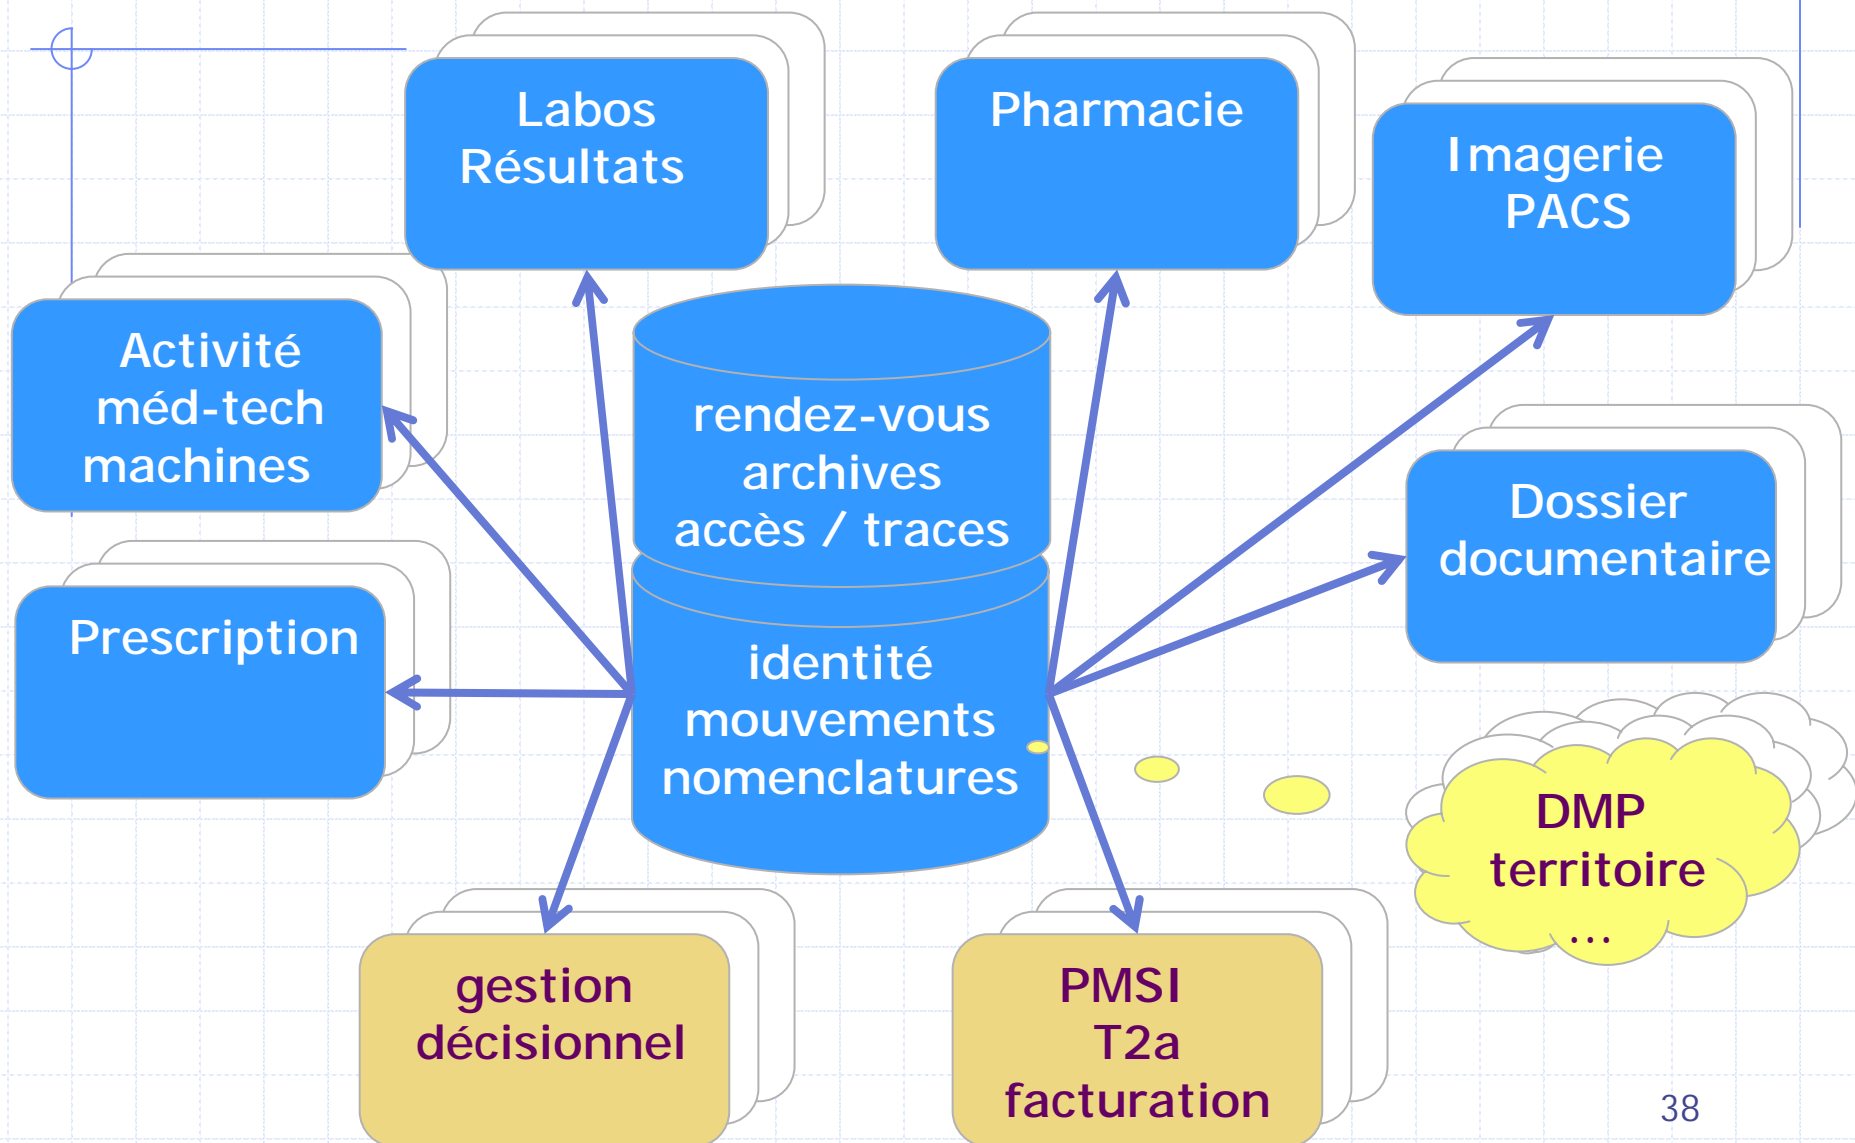 Labos
Résultats
Pharmacie
Imagerie
PACS
Activité
méd-tech
machines
rendez-vous
archives
accès / traces
Dossier
documentaire
Prescription
identité
mouvements
nomenclatures
DMP
territoire
...
gestion
décisionnel
PMSI
T2a
facturation
38